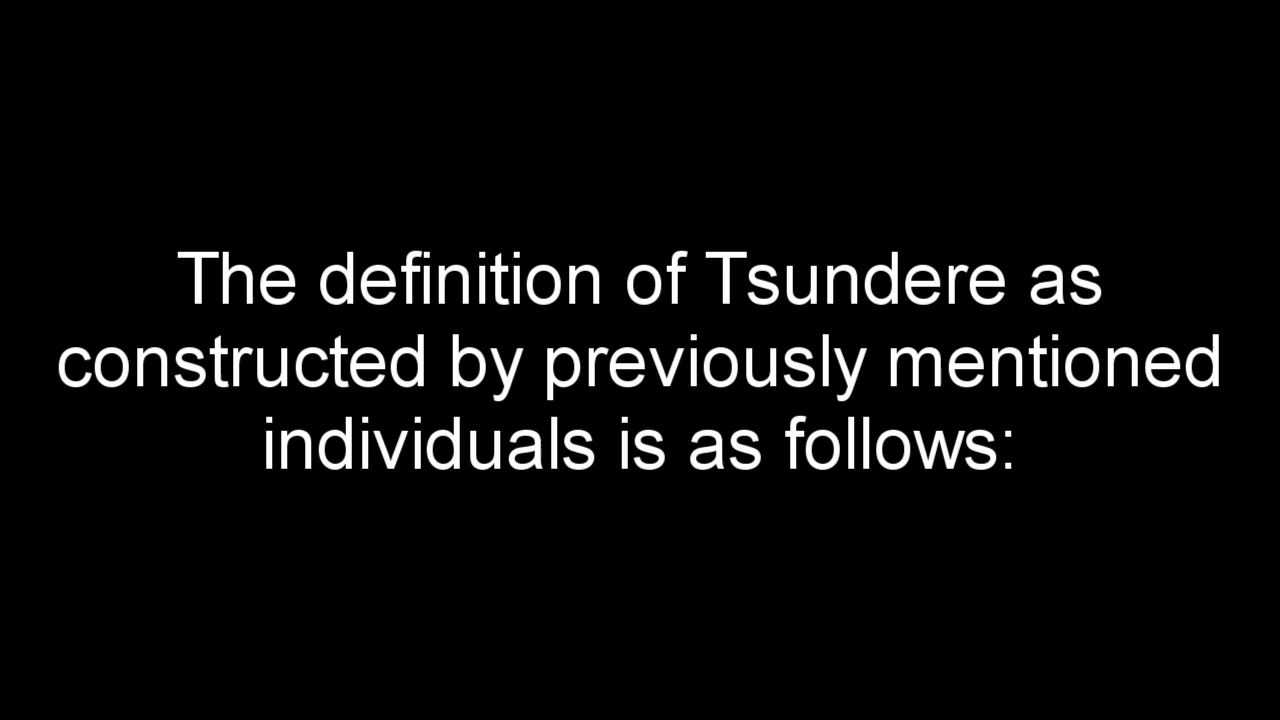 The definition of Tsundere as
constructed by previously mentioned
individuals is as follows: